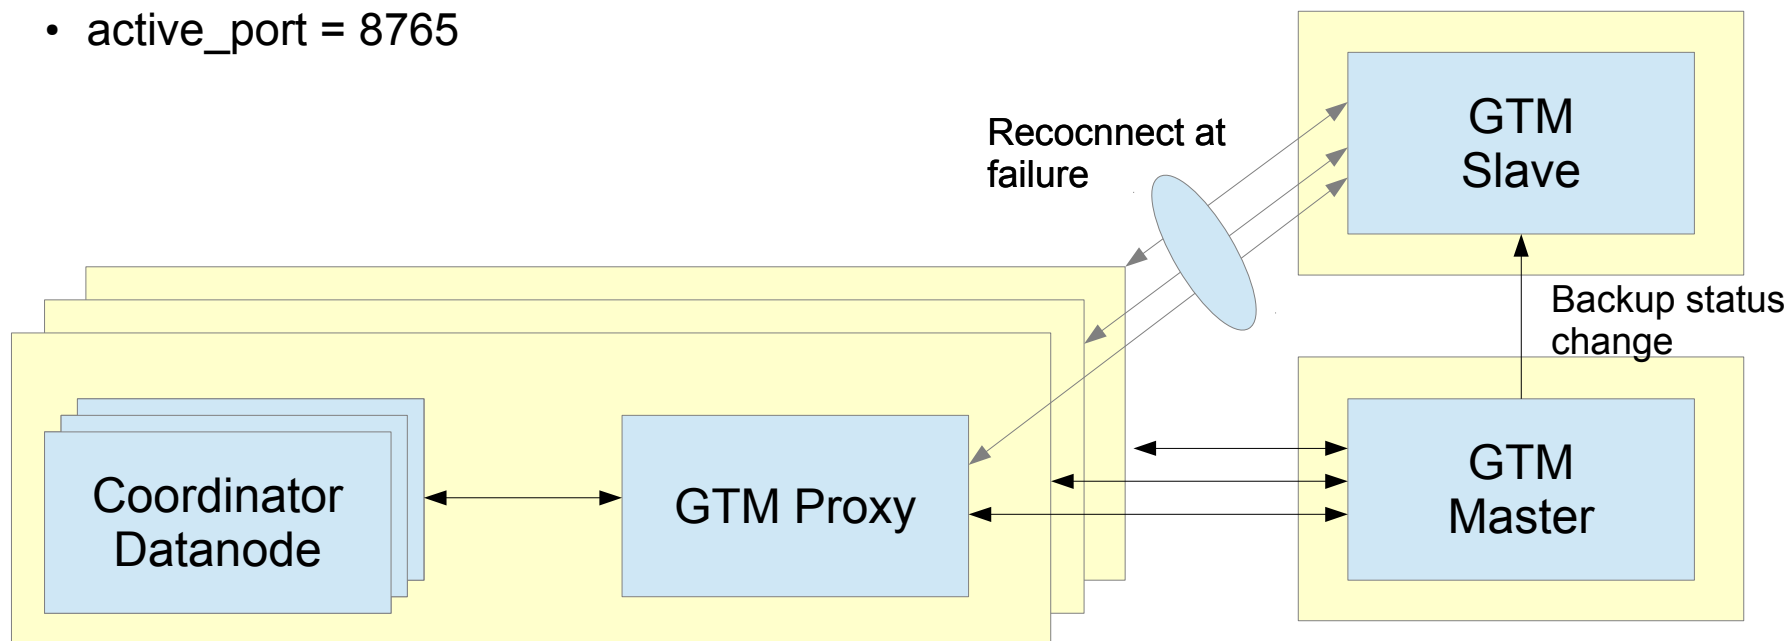 • active_port = 8765
Recocnnect at
failure
GTM
Slave
Backup status
change
Coordinator
Datanode
GTM Proxy
GTM
Master